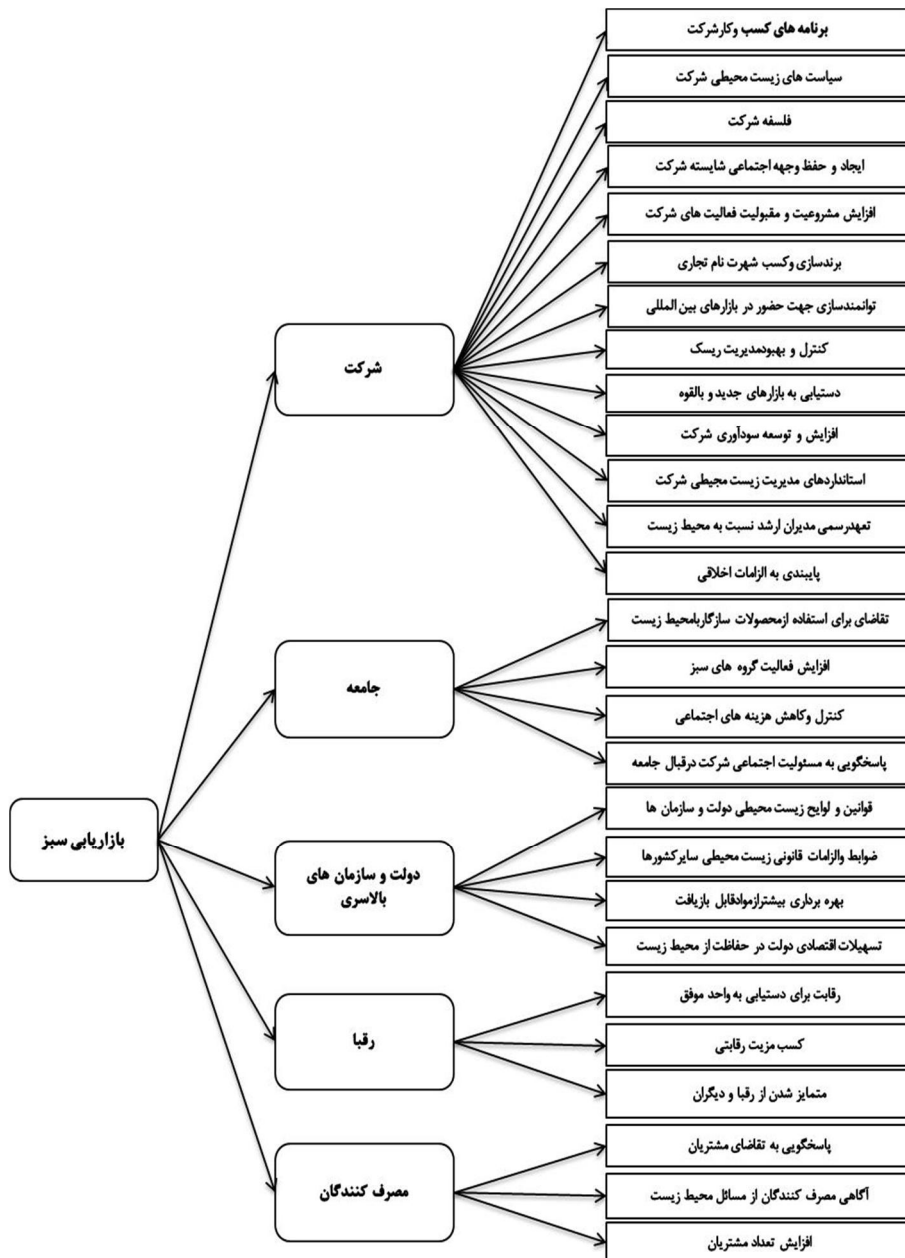 بازاریابی سبز
شرکت
برنامه های کسب وکارشرکت
سیاست های زیست محیطی شرکت
فلسفه شرکت
ایجاد و حفظ وجهه اجتماعی شایسته شرکت
افزایش مشروعیت و مقبولیت فعالیت های شرکت
برندسازی وکسب شهرت نام تجاری
توانمندسازی جهت حضور در بازارهای بین المللی
کنترل و بهبودمدیریت ریسک
دستیابی به بازارهای جدید و بالقوه
افزایش و توسعه سودآوری شرکت
استانداردهای مدیریت زیست مجیطی شرکت
تعهدرسمی مدیران ارشد نسبت به محیط زیست
پایبندی به الزامات اخلاقی
جامعه
تقاضای برای استفاده ازمحصولات سازگاربامحیط زیست
افزایش فعالیت گروه های سبز
کنترل وکاهش هزینه های اجتماعی
پاسخگویی به مسئولیت اجتماعی شرکت درقبال جامعه
دولت و سازمان های
بالاسری
قوانین و لوایح زیست محیطی دولت و سازمان ها
ضوابط والزامات قانونی زیست محیطی سایرکشورها
بهره برداری بیشترازموادقابل بازیافت
تسهیلات اقتصادی دولت در حفاظت از محیط زیست
رقبا
رقابت برای دستیابی به واحد موفق
کسب مزیت رقابتی
متمایز شدن از رقبا و دیگران
مصرف کنندگان
پاسخگویی به تقاضای مشتریان
آگاهی مصرف کنندگان از مسائل محیط زیست
افزایش تعداد مشتریان